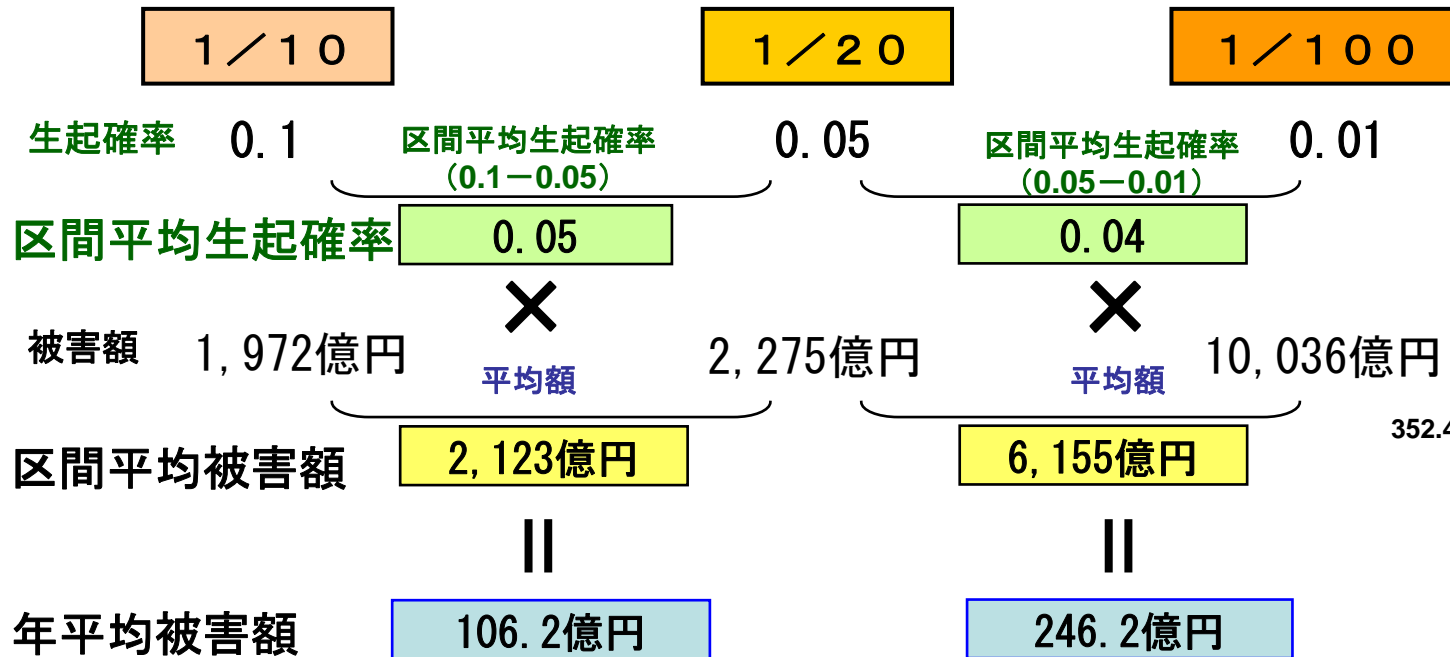 1/10
1/20
1/100
生起確率
0.1
区間平均生起確率
(0.1－0.05)
0.05
区間平均生起確率
(0.05－0.01)
0.01
区間平均生起確率
0.05
0.04
×
×
被害額
1,972億円
平均額
2,275億円
平均額
10,036億円
352.4
区間平均被害額
2,123億円
6,155億円
=
=
年平均被害額
106.2億円
246.2億円